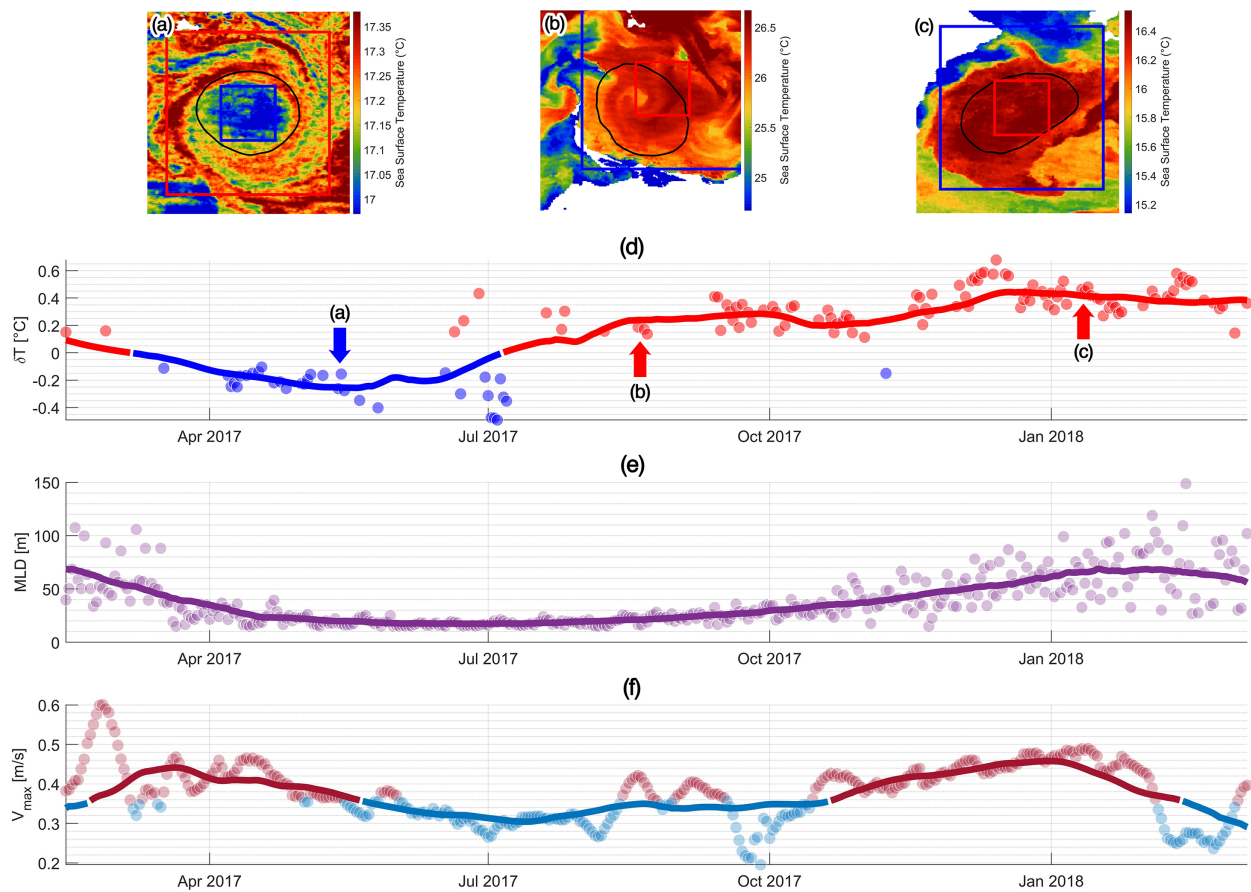 (a)
17.35
17.3
17.25
17.2
17.15
17.1
17.05
17
Sea Surface Temperature (°C)
(b)
26.5
26
25.5
25
Sea Surface Temperature (°C)
(c)
16.4
16.2
16
15.8
15.6
15.4
15.2
Sea Surface Temperature (°C)
(d)
0.6
0.4
0.2
0
-0.2
-0.4
δT [°C]
(a)
(b)
(c)
Apr 2017
Jul 2017
Oct 2017
Jan 2018
(e)
150
100
50
0
MLD [m]
Apr 2017
Jul 2017
Oct 2017
Jan 2018
(f)
0.6
0.5
0.4
0.3
0.2
Vmax [m/s]
Apr 2017
Jul 2017
Oct 2017
Jan 2018